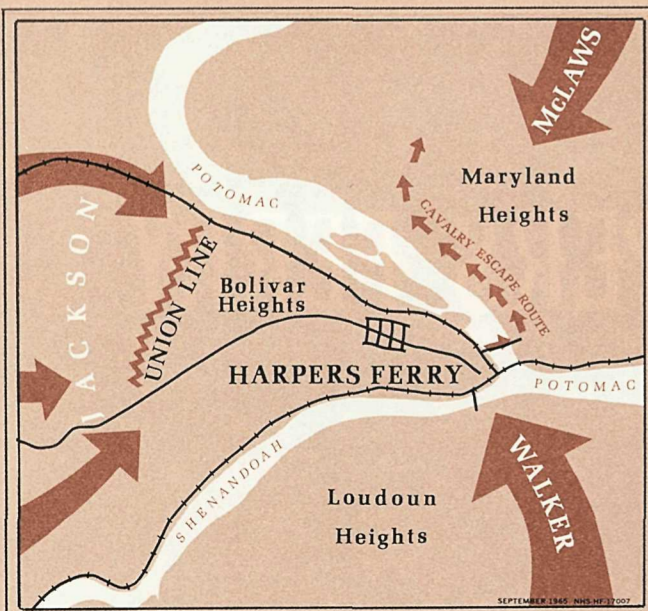 McLAWS
POTOMAC
Maryland
Heights
CAVALRY ESCAPE ROUTE
JACKSON
UNION LINE
Bolivar
Heights
HARPERS FERRY
POTOMAC
SHENANDOAH
Loudoun
Heights
WALKER
SEPTEMBER 1965 NHS-HF-17007